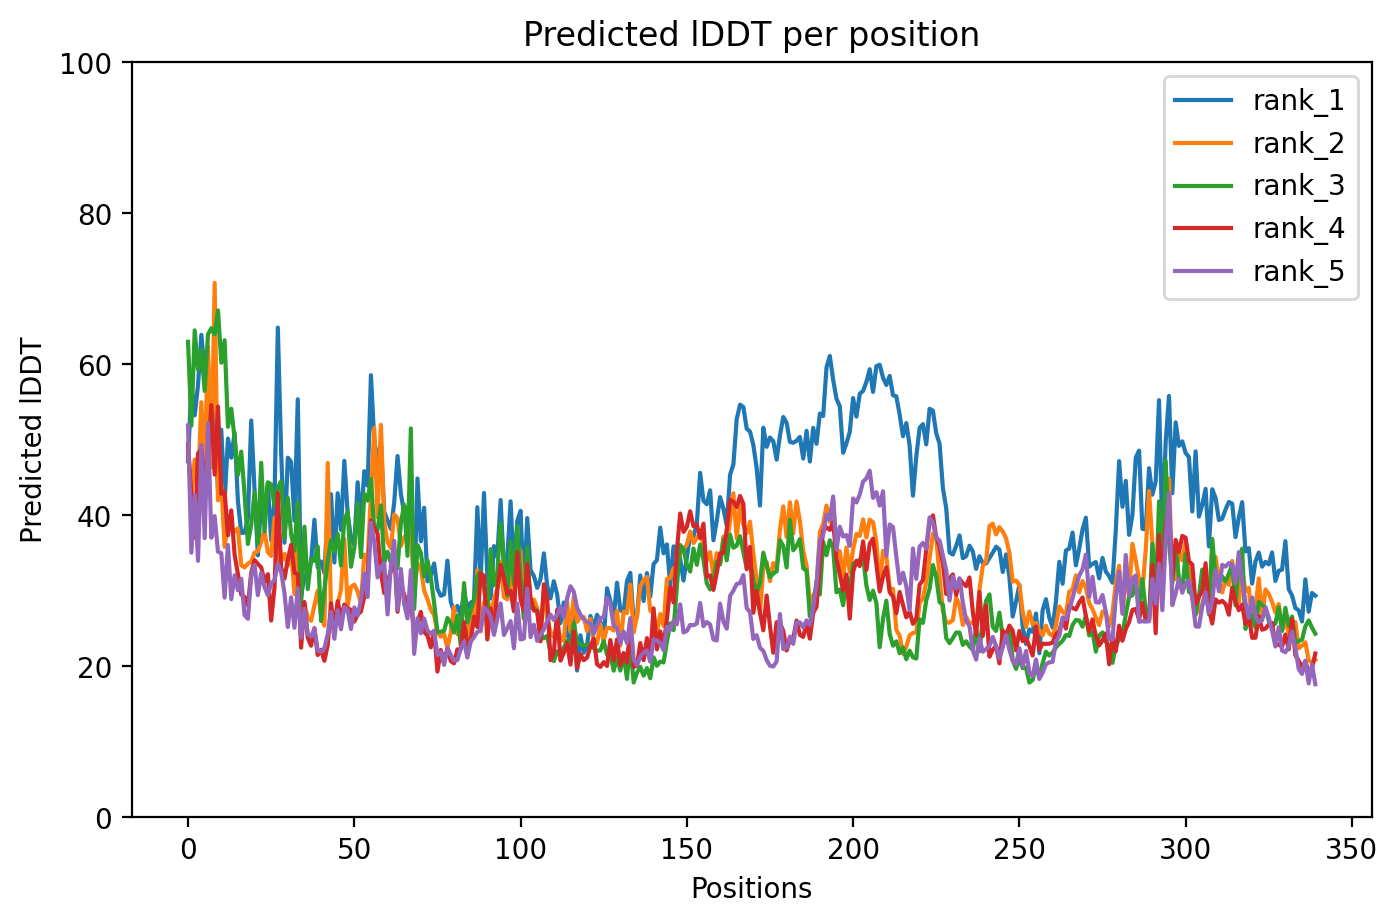 Predicted lDDT per position
100
80
60
40
20
0
Predicted lDDT
0 50 100 150 200 250 300 350
Positions
rank_1
rank_2
rank_3
rank_4
rank_5